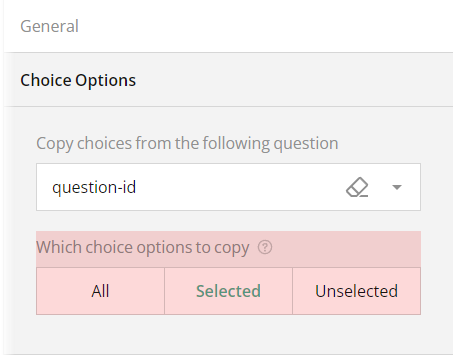 General
Choice Options
Copy choices from the following question
question-id
Which choice options to copy ?
All Selected Unselected